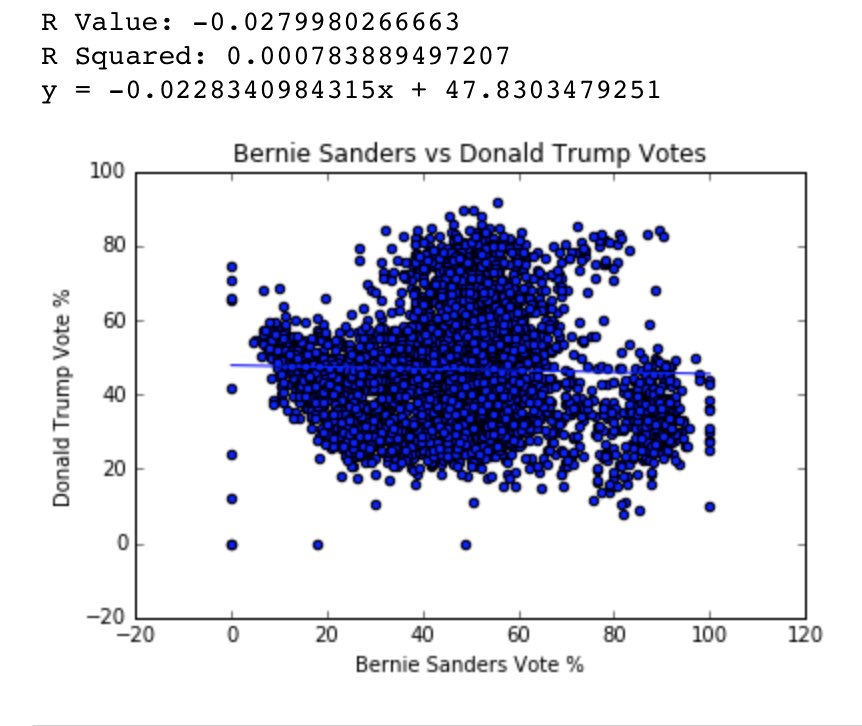 R Value: -0.0279980266663
R Squared: 0.000783889497207
y = -0.0228340984315x + 47.8303479251
Bernie Sanders vs Donald Trump Votes
100
80
60
40
20
0
−20
Donald Trump Vote %
−20 0 20 40 60 80 100 120
Bernie Sanders Vote %